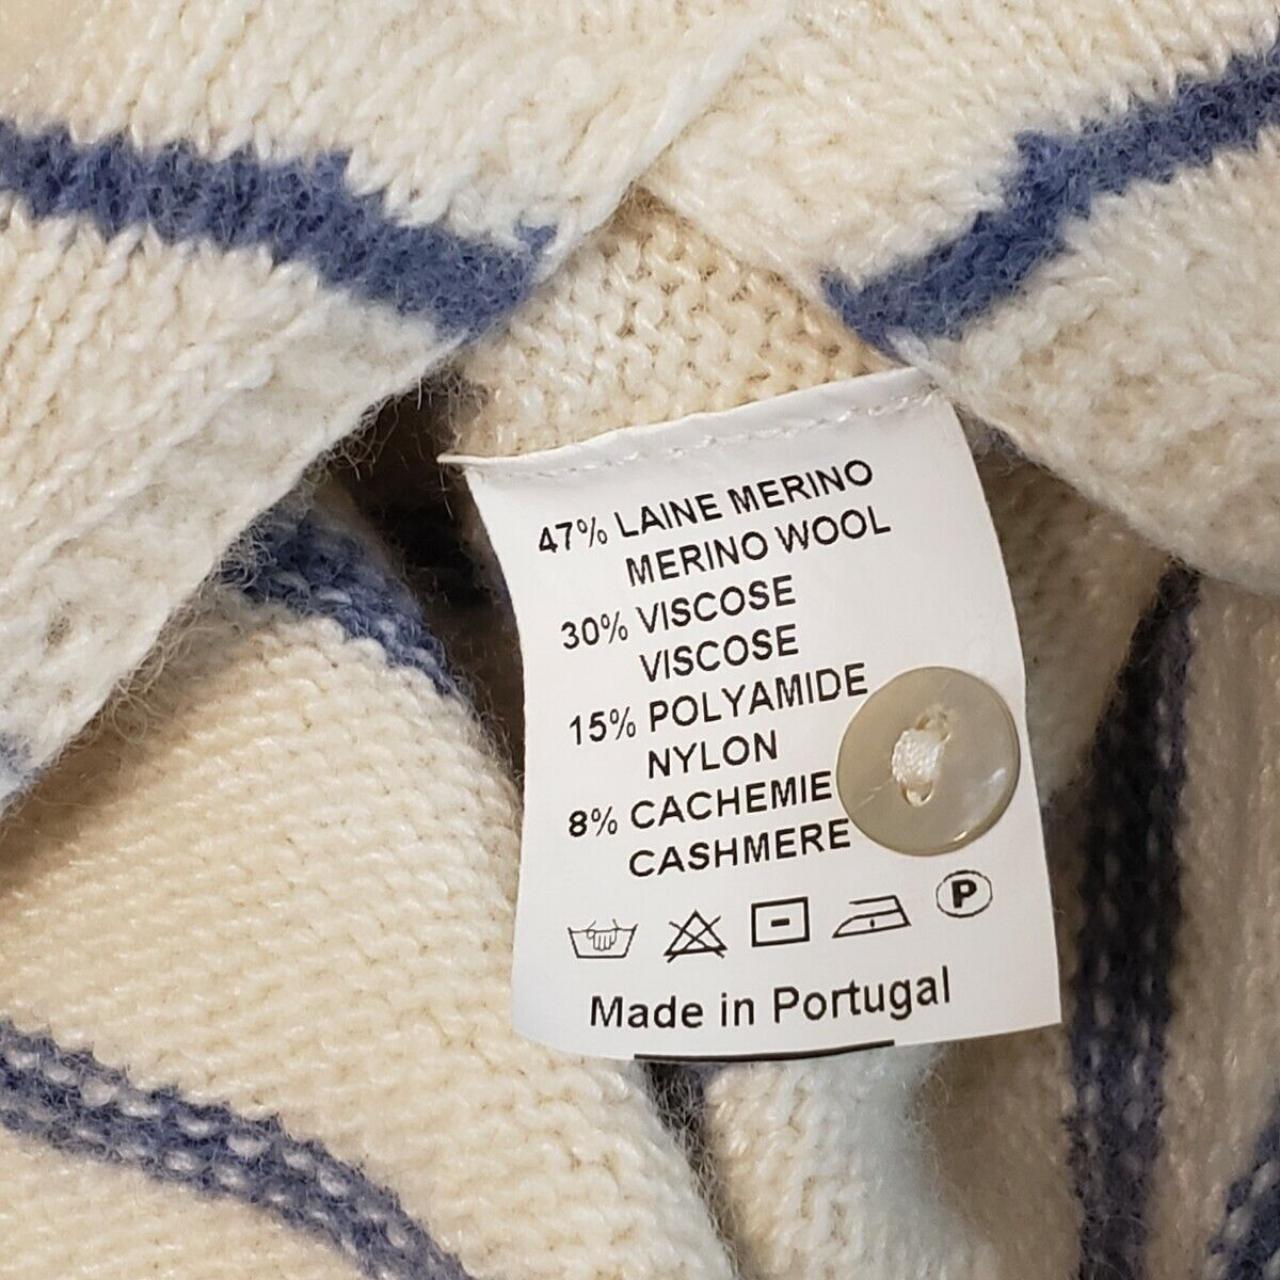 47% LAINE MERINO
MERINO WOOL
30% VISCOSE
VISCOSE
15% POLYAMIDE
NYLON
8% CACHEMIE
CASHMERE
P
Made in Portugal